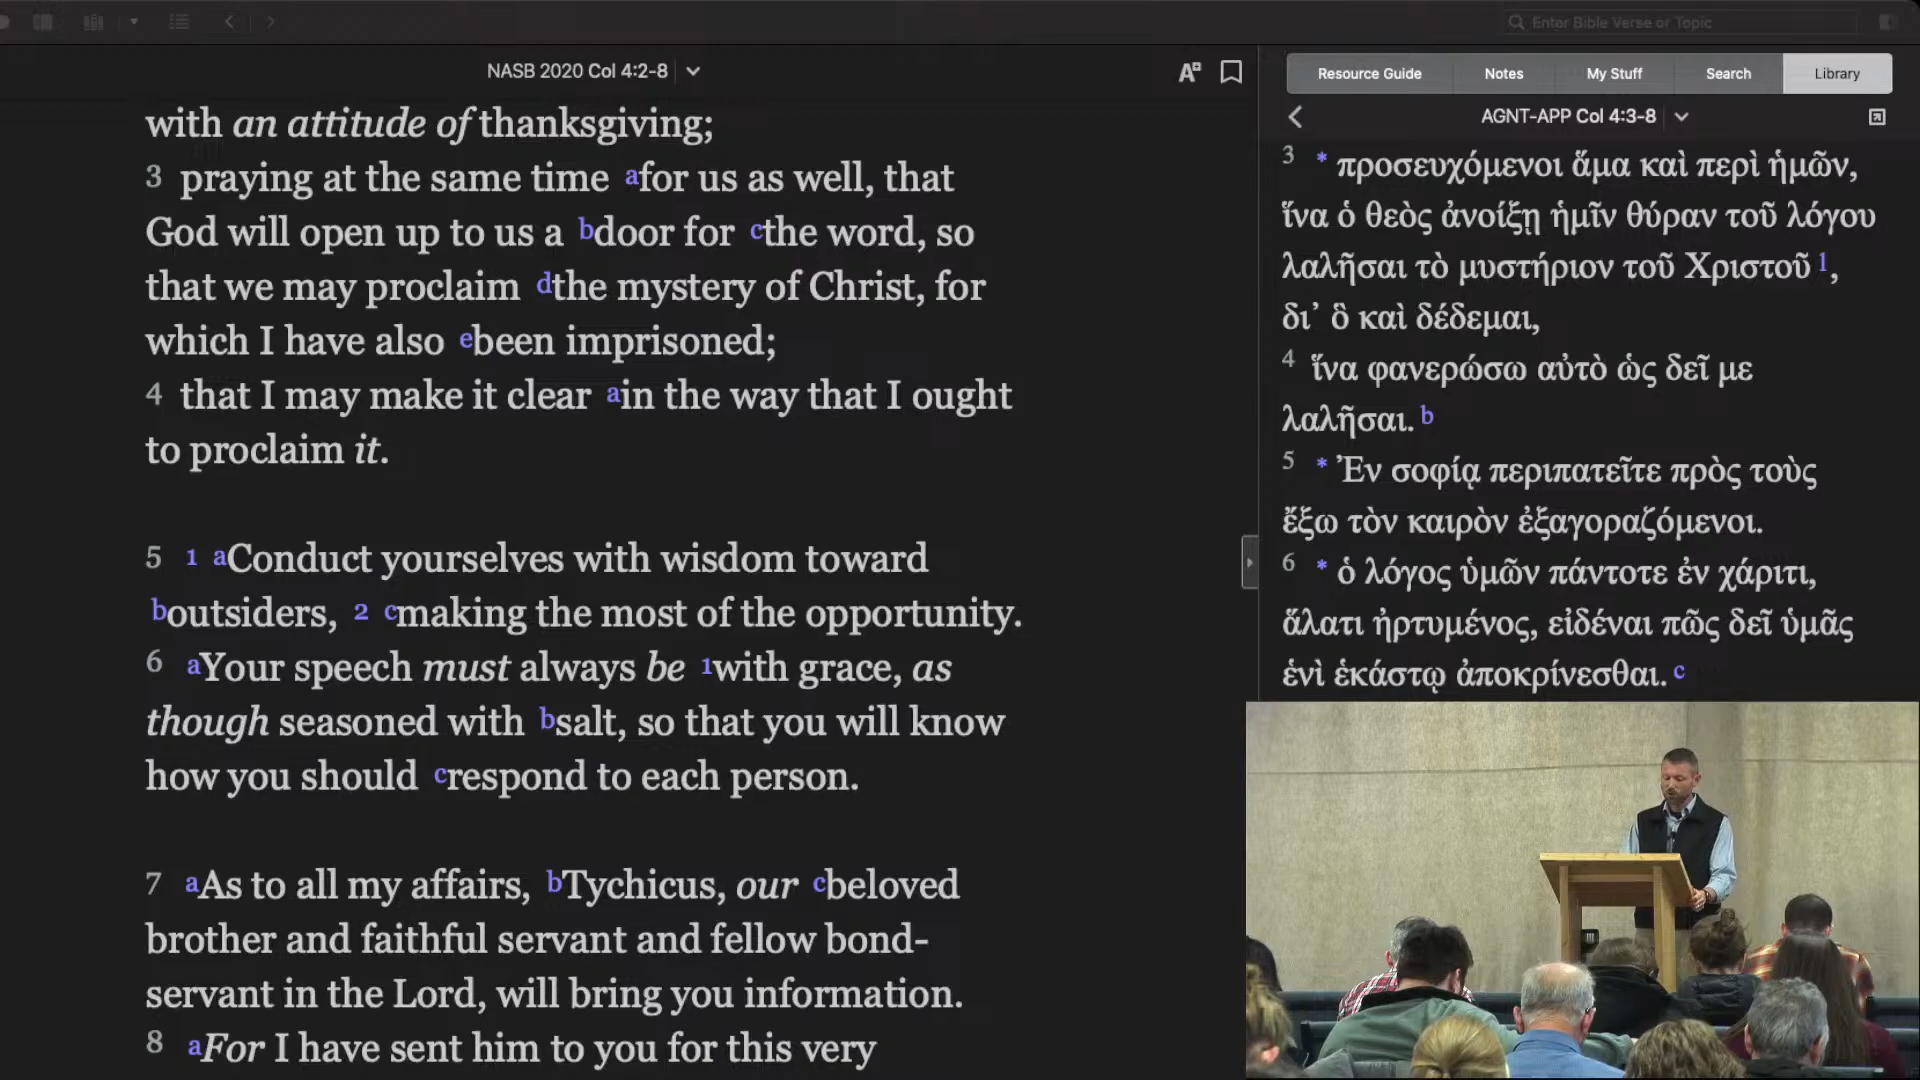 Enter Bible Verse or Topic
NASB 2020 Col 4:2-8
with an attitude of thanksgiving;
3 praying at the same time afor us as well, that
God will open up to us a bdoor for cthe word, so
that we may proclaim dthe mystery of Christ, for
which I have also ebeen imprisoned;
4 that I may make it clear ain the way that I ought
to proclaim it.
5 1 aConduct yourselves with wisdom toward
boutsiders, 2 cmaking the most of the opportunity.
6 aYour speech must always be 1with grace, as
though seasoned with bsalt, so that you will know
how you should crespond to each person.
7 aAs to all my affairs, bTychicus, our cbeloved
brother and faithful servant and fellow bond-
servant in the Lord, will bring you information.
8 aFor I have sent him to you for this very
Resource Guide Notes My Stuff Search Library
AGNT-APP Col 4:3-8
3 * προσευχόμενοι ἅμα καὶ περὶ ἡμῶν,
ἵνα ὁ θεὸς ἀνοίξῃ ἡμῖν θύραν τοῦ λόγου
λαλῆσαι τὸ μυστήριον τοῦ Χριστοῦ 1,
δι᾽ ὃ καὶ δέδεμαι,
4 ἵνα φανερώσω αὐτὸ ὡς δεῖ με
λαλῆσαι. b
5 * Ἐν σοφίᾳ περιπατεῖτε πρὸς τοὺς
ἔξω τὸν καιρὸν ἐξαγοραζόμενοι.
6 * ὁ λόγος ὑμῶν πάντοτε ἐν χάριτι,
ἅλατι ἠρτυμένος, εἰδέναι πῶς δεῖ ὑμᾶς
ἑνὶ ἑκάστῳ ἀποκρίνεσθαι. c